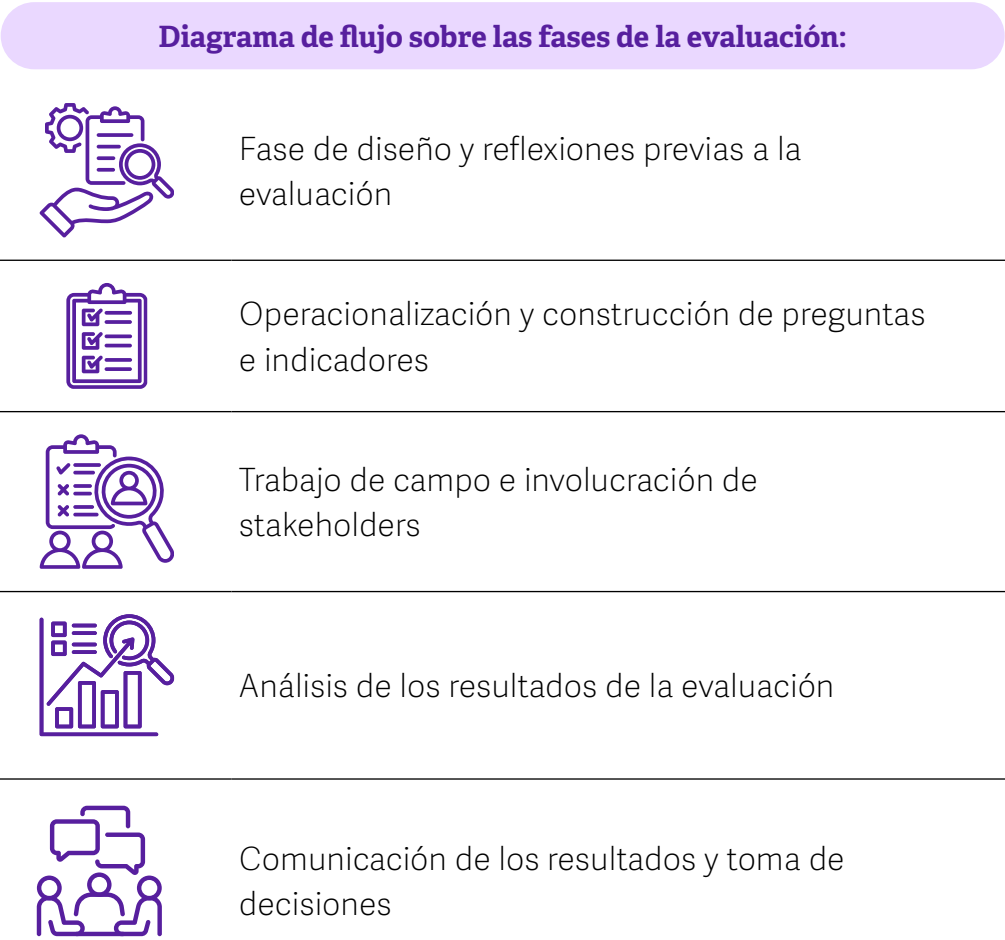 Diagrama de flujo sobre las fases de la evaluación:
Fase de diseño y reflexiones previas a la
evaluación
Operacionalización y construcción de preguntas
e indicadores
Trabajo de campo e involucración de
stakeholders
Análisis de los resultados de la evaluación
Comunicación de los resultados y toma de
decisiones